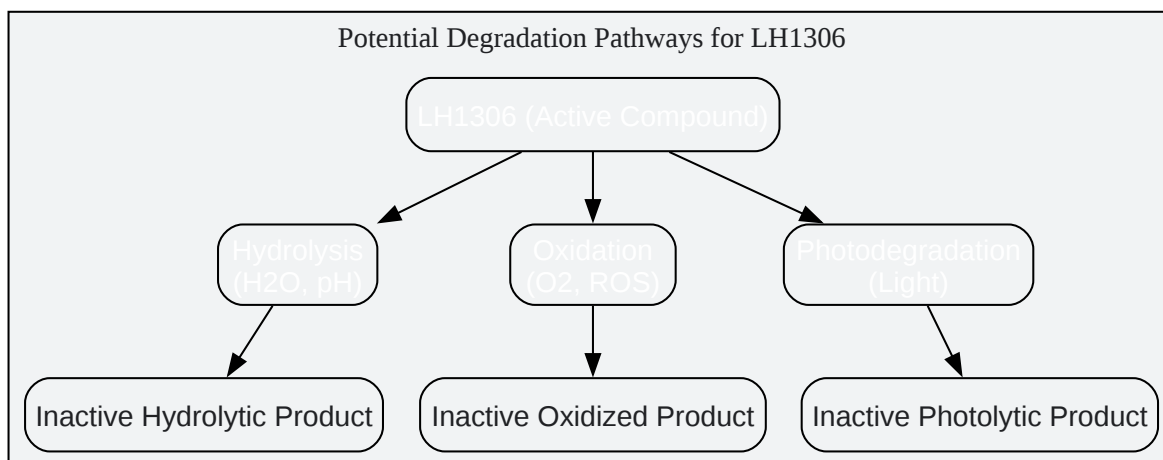 Potential Degradation Pathways for LH1306
LH1306 (Active Compound)
Hydrolysis
(H2O, pH)
Oxidation
(O2, ROS)
Photodegradation
(Light)
Inactive Hydrolytic Product
Inactive Oxidized Product
Inactive Photolytic Product